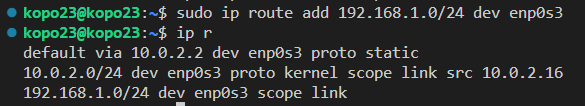 kopo23@kopo23:~$ sudo ip route add 192.168.1.0/24 dev enp0s3
kopo23@kopo23:~$ ip r
default via 10.0.2.2 dev enp0s3 proto static
10.0.2.0/24 dev enp0s3 proto kernel scope link src 10.0.2.16
192.168.1.0/24 dev enp0s3 scope link